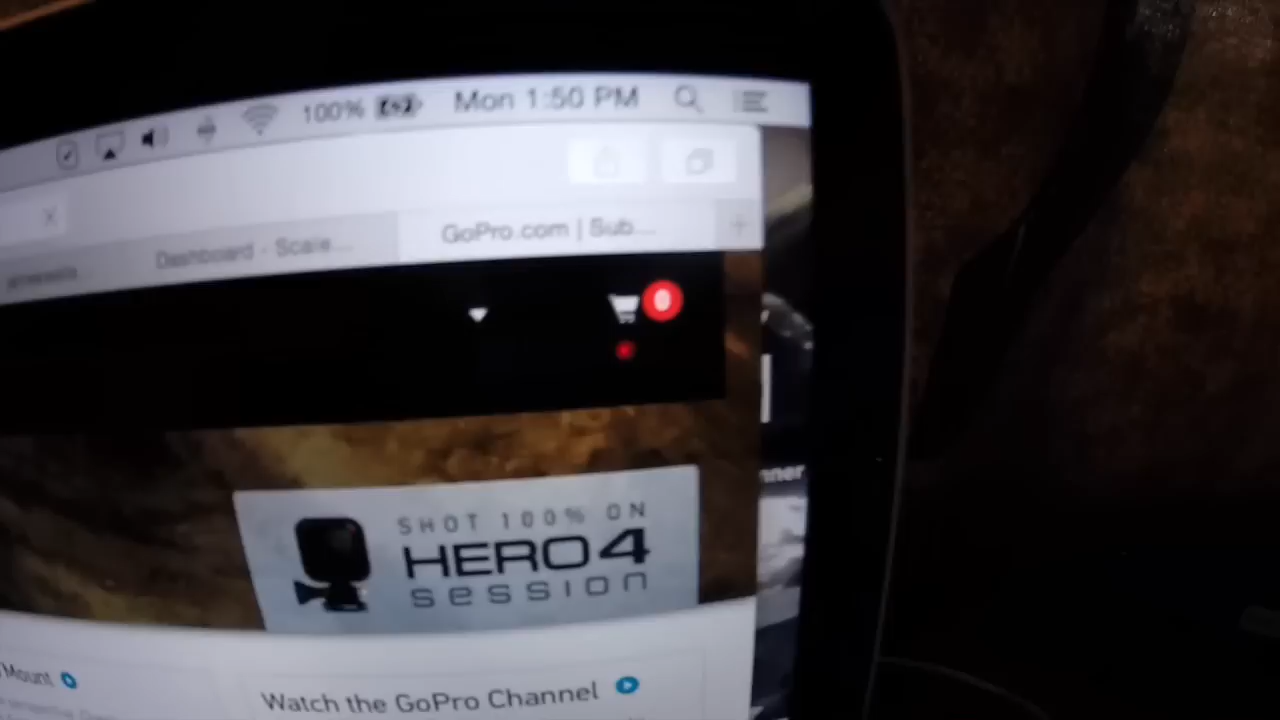 100% Mon 1:50 PM
Dashboard - Scale...
GoPro.com | Sub...
0
SHOT 100% ON
HERO4
session
Mount
Watch the GoPro Channel